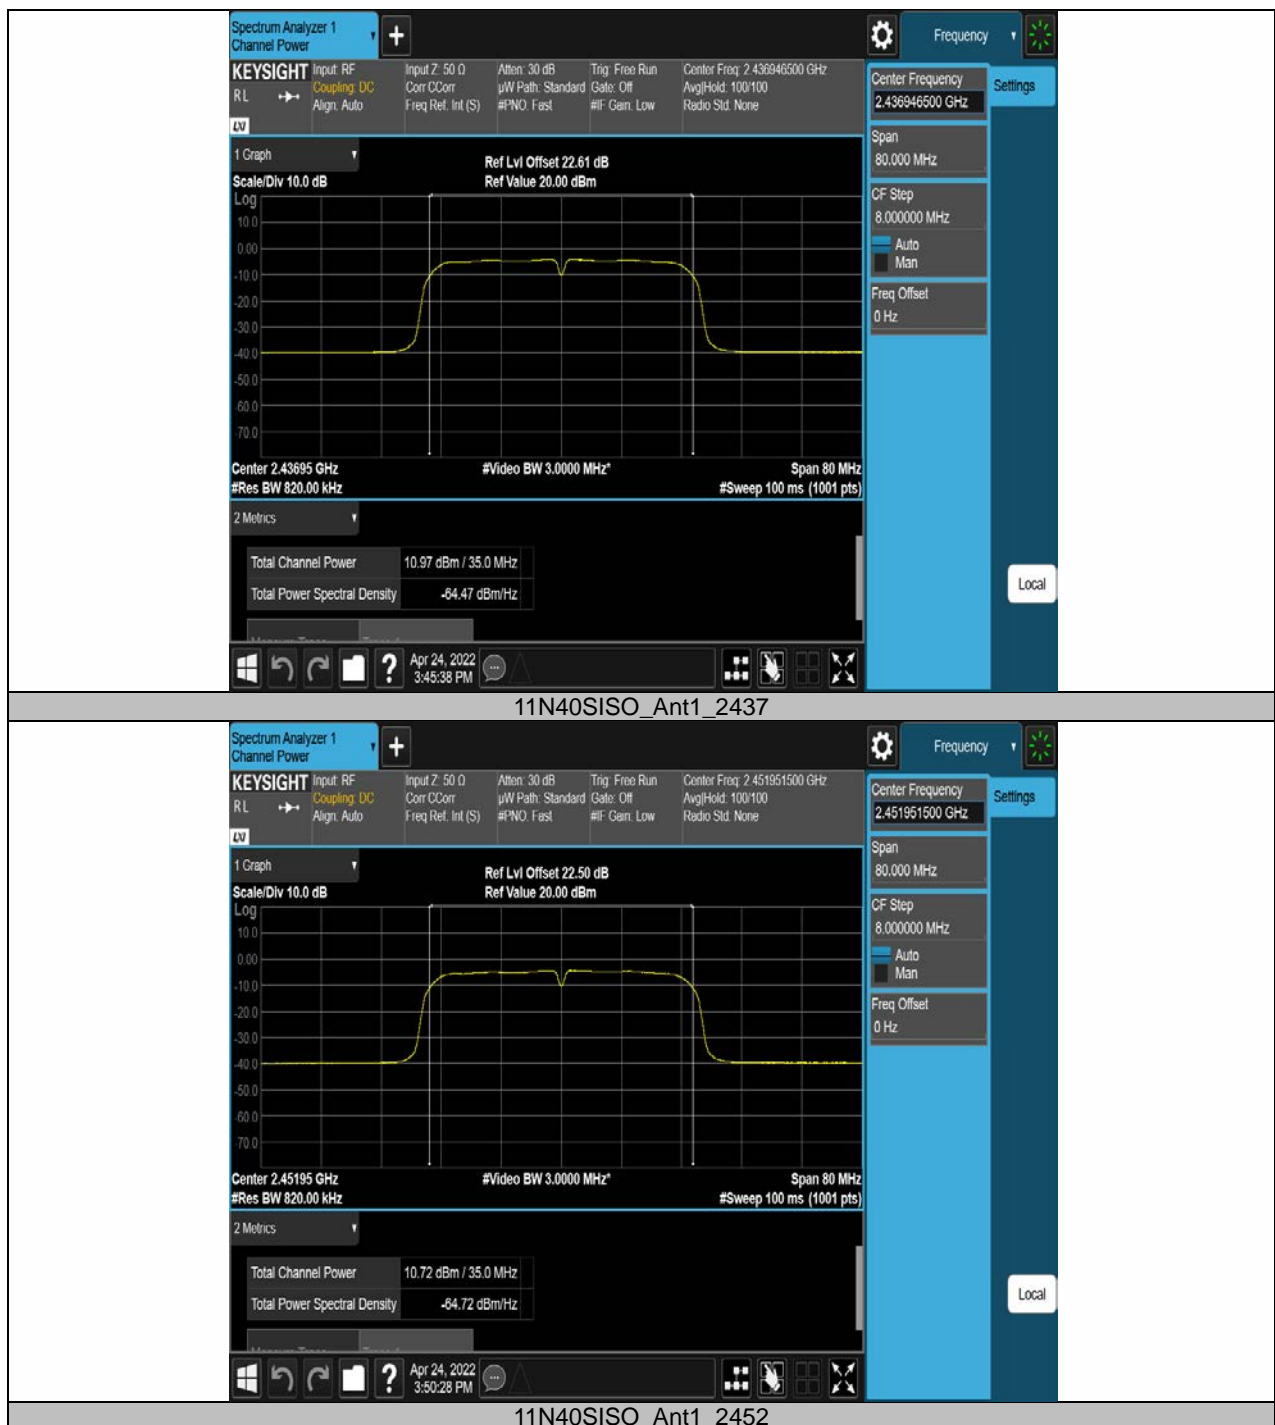 Spectrum Analyzer 1
Channel Power
+
Frequency
KEYSIGHT Input: RF Input Z: 50 Ω Atten: 30 dB Trig: Free Run Center Freq: 2.436946500 GHz
RL Coupling: DC Corr CCorr µW Path: Standard Gate: Off Avg|Hold: 100/100
Align: Auto Freq Ref: Int (S) #PNO: Fast #IF Gain: Low Radio Std: None
LXI
Center Frequency
2.436946500 GHz
Settings
Span
80.000 MHz
CF Step
8.000000 MHz
Auto
Man
Freq Offset
0 Hz
1 Graph
Ref Lvl Offset 22.61 dB
Scale/Div 10.0 dB Ref Value 20.00 dBm
Log
10.0
0.00
-10.0
-20.0
-30.0
-40.0
-50.0
-60.0
-70.0
Center 2.43695 GHz #Video BW 3.0000 MHz* Span 80 MHz
#Res BW 820.00 kHz #Sweep 100 ms (1001 pts)
2 Metrics
Total Channel Power 10.97 dBm / 35.0 MHz
Total Power Spectral Density -64.47 dBm/Hz
Local
? Apr 24, 2022
3:45:38 PM
11N40SISO_Ant1_2437
Spectrum Analyzer 1
Channel Power
+
Frequency
KEYSIGHT Input: RF Input Z: 50 Ω Atten: 30 dB Trig: Free Run Center Freq: 2.451951500 GHz
RL Coupling: DC Corr CCorr µW Path: Standard Gate: Off Avg|Hold: 100/100
Align: Auto Freq Ref: Int (S) #PNO: Fast #IF Gain: Low Radio Std: None
LXI
Center Frequency
2.451951500 GHz
Settings
Span
80.000 MHz
CF Step
8.000000 MHz
Auto
Man
Freq Offset
0 Hz
1 Graph
Ref Lvl Offset 22.50 dB
Scale/Div 10.0 dB Ref Value 20.00 dBm
Log
10.0
0.00
-10.0
-20.0
-30.0
-40.0
-50.0
-60.0
-70.0
Center 2.45195 GHz #Video BW 3.0000 MHz* Span 80 MHz
#Res BW 820.00 kHz #Sweep 100 ms (1001 pts)
2 Metrics
Total Channel Power 10.72 dBm / 35.0 MHz
Total Power Spectral Density -64.72 dBm/Hz
Local
? Apr 24, 2022
3:50:28 PM
11N40SISO_Ant1_2452